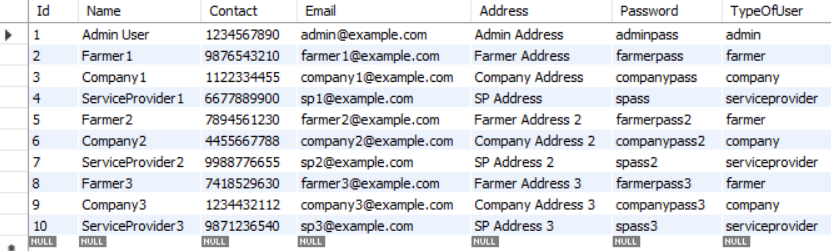 Id Name Contact Email Address Password TypeOfUser
1 Admin User 1234567890 admin@example.com Admin Address adminpass admin
2 Farmer1 9876543210 farmer1@example.com Farmer Address farmerpass farmer
3 Company1 1122334455 company1@example.com Company Address companypass company
4 ServiceProvider1 6677889900 sp1@example.com SP Address spass serviceprovider
5 Farmer2 7894561230 farmer2@example.com Farmer Address 2 farmerpass2 farmer
6 Company2 4455667788 company2@example.com Company Address 2 companypass2 company
7 ServiceProvider2 9988776655 sp2@example.com SP Address 2 spass2 serviceprovider
8 Farmer3 7418529630 farmer3@example.com Farmer Address 3 farmerpass3 farmer
9 Company3 1234432112 company3@example.com Company Address 3 companypass3 company
10 ServiceProvider3 9871236540 sp3@example.com SP Address 3 spass3 serviceprovider
NULL NULL NULL NULL NULL NULL NULL